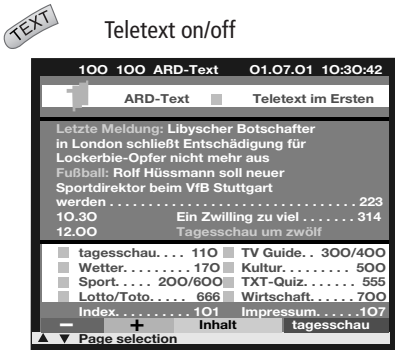 TEXT
Teletext on/off
100 100 ARD-Text 01.07.01 10:30:42
1
ARD-Text Teletext im Ersten
Letzte Meldung: Libyscher Botschafter
in London schließt Entschädigung für
Lockerbie-Opfer nicht mehr aus
Fußball: Rolf Hüssmann soll neuer
Sportdirektor beim VfB Stuttgart
werden . . . . . . . . . . . . . . . . . . . . . . . . . . . . . . . 223
10.30 Ein Zwilling zu viel . . . . . . . 314
12.00 Tagesschau um zwölf
tagesschau. . . . 110 TV Guide. . 300/400
Wetter. . . . . . . . . 170 Kultur. . . . . . . . . 500
Sport. . . . . 200/600 TXT-Quiz. . . . . . 555
Lotto/Toto. . . . . 666 Wirtschaft. . . . . 700
Index. . . . . . . . . . 101 Impressum. . . . . .107
− + Inhalt tagesschau
▲ ▼ Page selection